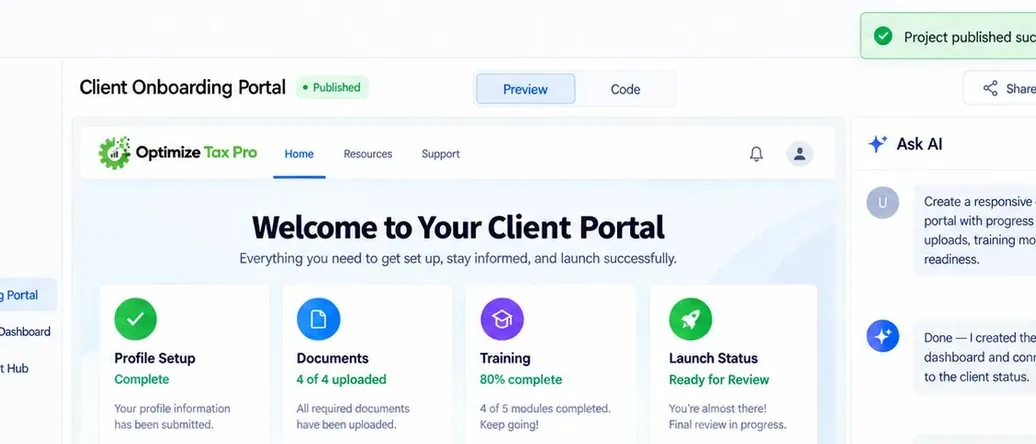 Project published suc
Client Onboarding Portal
Published
Preview
Code
Share
Optimize Tax Pro
Home
Resources
Support
Ask AI
U
Create a responsive
portal with progress
uploads, training mo
readiness.
Welcome to Your Client Portal
Everything you need to get set up, stay informed, and launch successfully.
g Portal
Dashboard
t Hub
Profile Setup
Complete
Your profile information
has been submitted.
Documents
4 of 4 uploaded
All required documents
have been uploaded.
Training
80% complete
4 of 5 modules completed.
Keep going!
Launch Status
Ready for Review
You're almost there!
Final review in progress.
Done — I created the
dashboard and conn
to the client status.